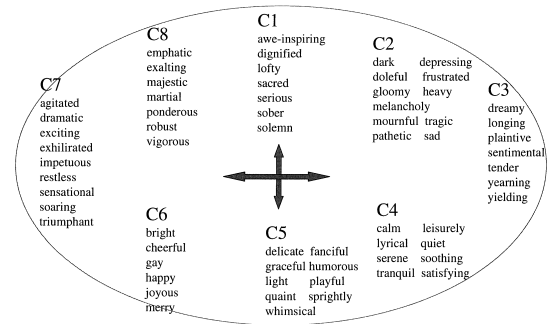 C1
awe-inspiring
dignified
lofty
sacred
serious
sober
solemn
C2
dark depressing
doleful frustrated
gloomy heavy
melancholy
mournful tragic
pathetic sad
C3
dreamy
longing
plaintive
sentimental
tender
yearning
yielding
C4
calm leisurely
lyrical quiet
serene soothing
tranquil satisfying
C5
delicate fanciful
graceful humorous
light playful
quaint sprightly
whimsical
C6
bright
cheerful
gay
happy
joyous
merry
C7
agitated
dramatic
exciting
exhilirated
impetuous
restless
sensational
soaring
triumphant
C8
emphatic
exalting
majestic
martial
ponderous
robust
vigorous